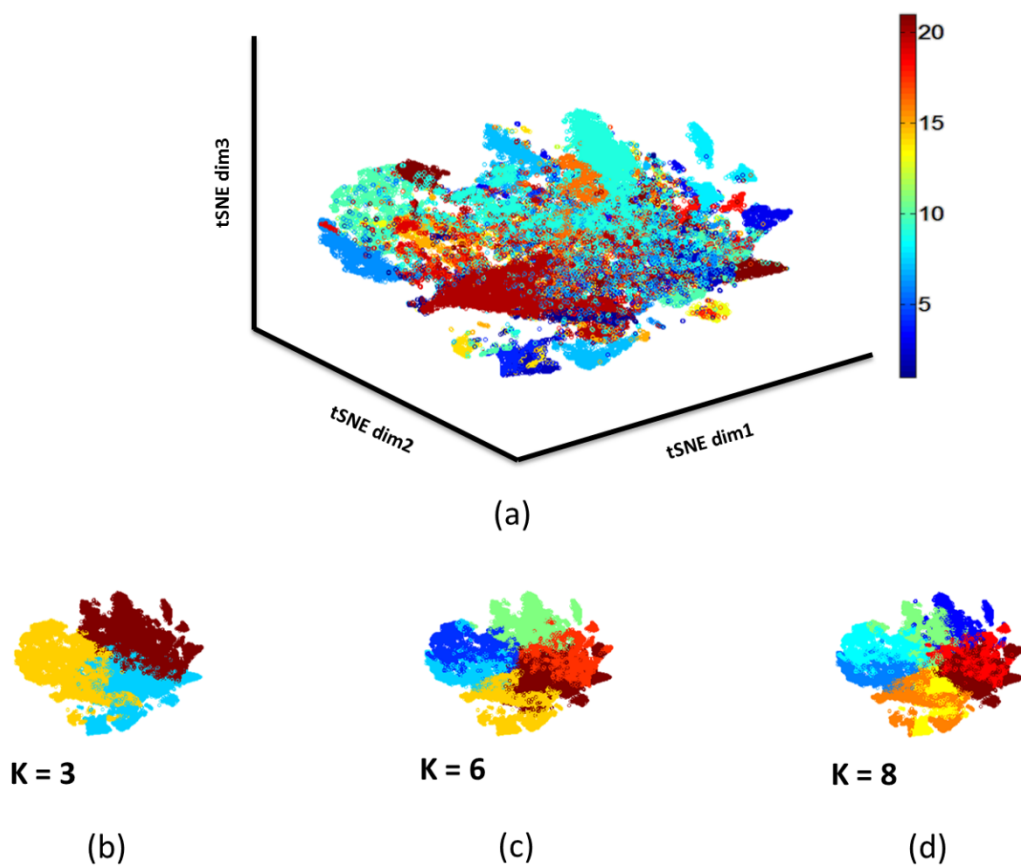 20
15
10
5
tSNE dim3
tSNE dim2
tSNE dim1
(a)
K = 3
K = 6
K = 8
(b)
(c)
(d)